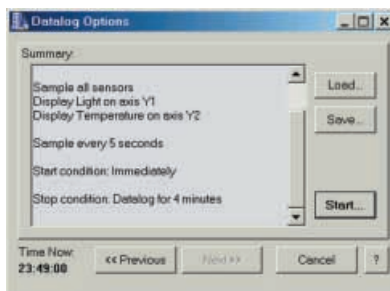 Datalog Options
Summary:
Sample all sensors
Display Light on axis Y1
Display Temperature on axis Y2
Sample every 5 seconds
Start condition: Immediately
Stop condition: Datalog for 4 minutes
Load...
Save...
Start...
Time Now:
23:49:00
<< Previous
Next >>
Cancel
?